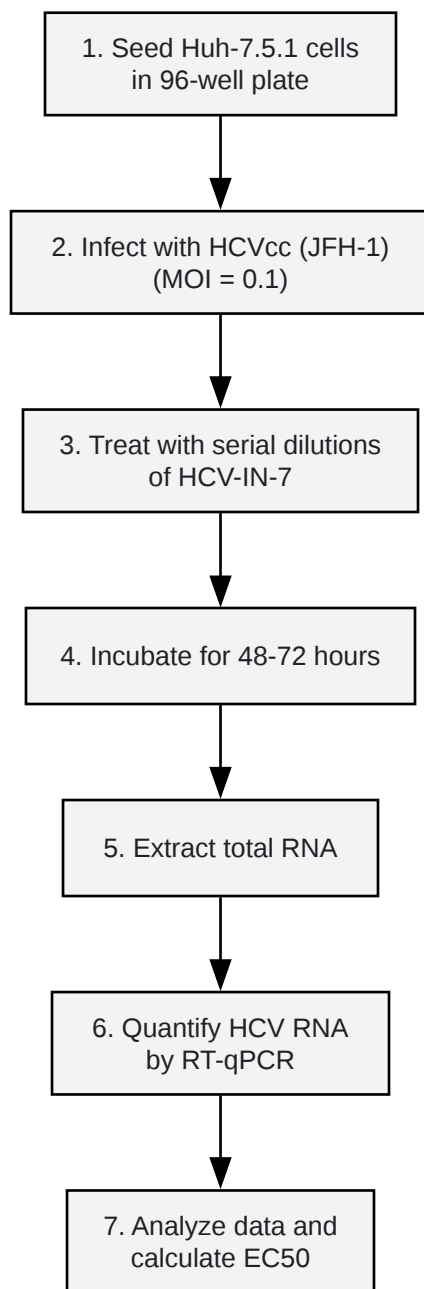 1. Seed Huh-7.5.1 cells
in 96-well plate
2. Infect with HCVcc (JFH-1)
(MOI = 0.1)
3. Treat with serial dilutions
of HCV-IN-7
4. Incubate for 48-72 hours
5. Extract total RNA
6. Quantify HCV RNA
by RT-qPCR
7. Analyze data and
calculate EC50